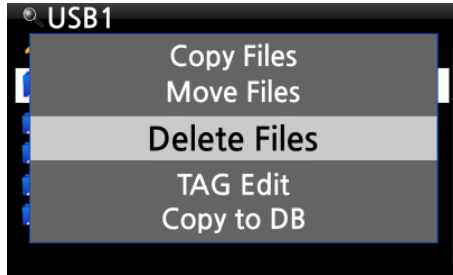 USB1
Copy Files
Move Files
Delete Files
TAG Edit
Copy to DB